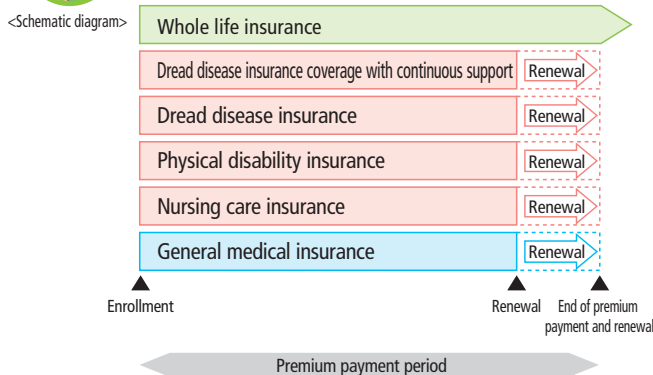 <Schematic diagram>
Whole life insurance
Dread disease insurance coverage with continuous support
Renewal
Dread disease insurance
Renewal
Physical disability insurance
Renewal
Nursing care insurance
Renewal
General medical insurance
Renewal
Enrollment
Renewal
End of premium
payment and renewal
Premium payment period